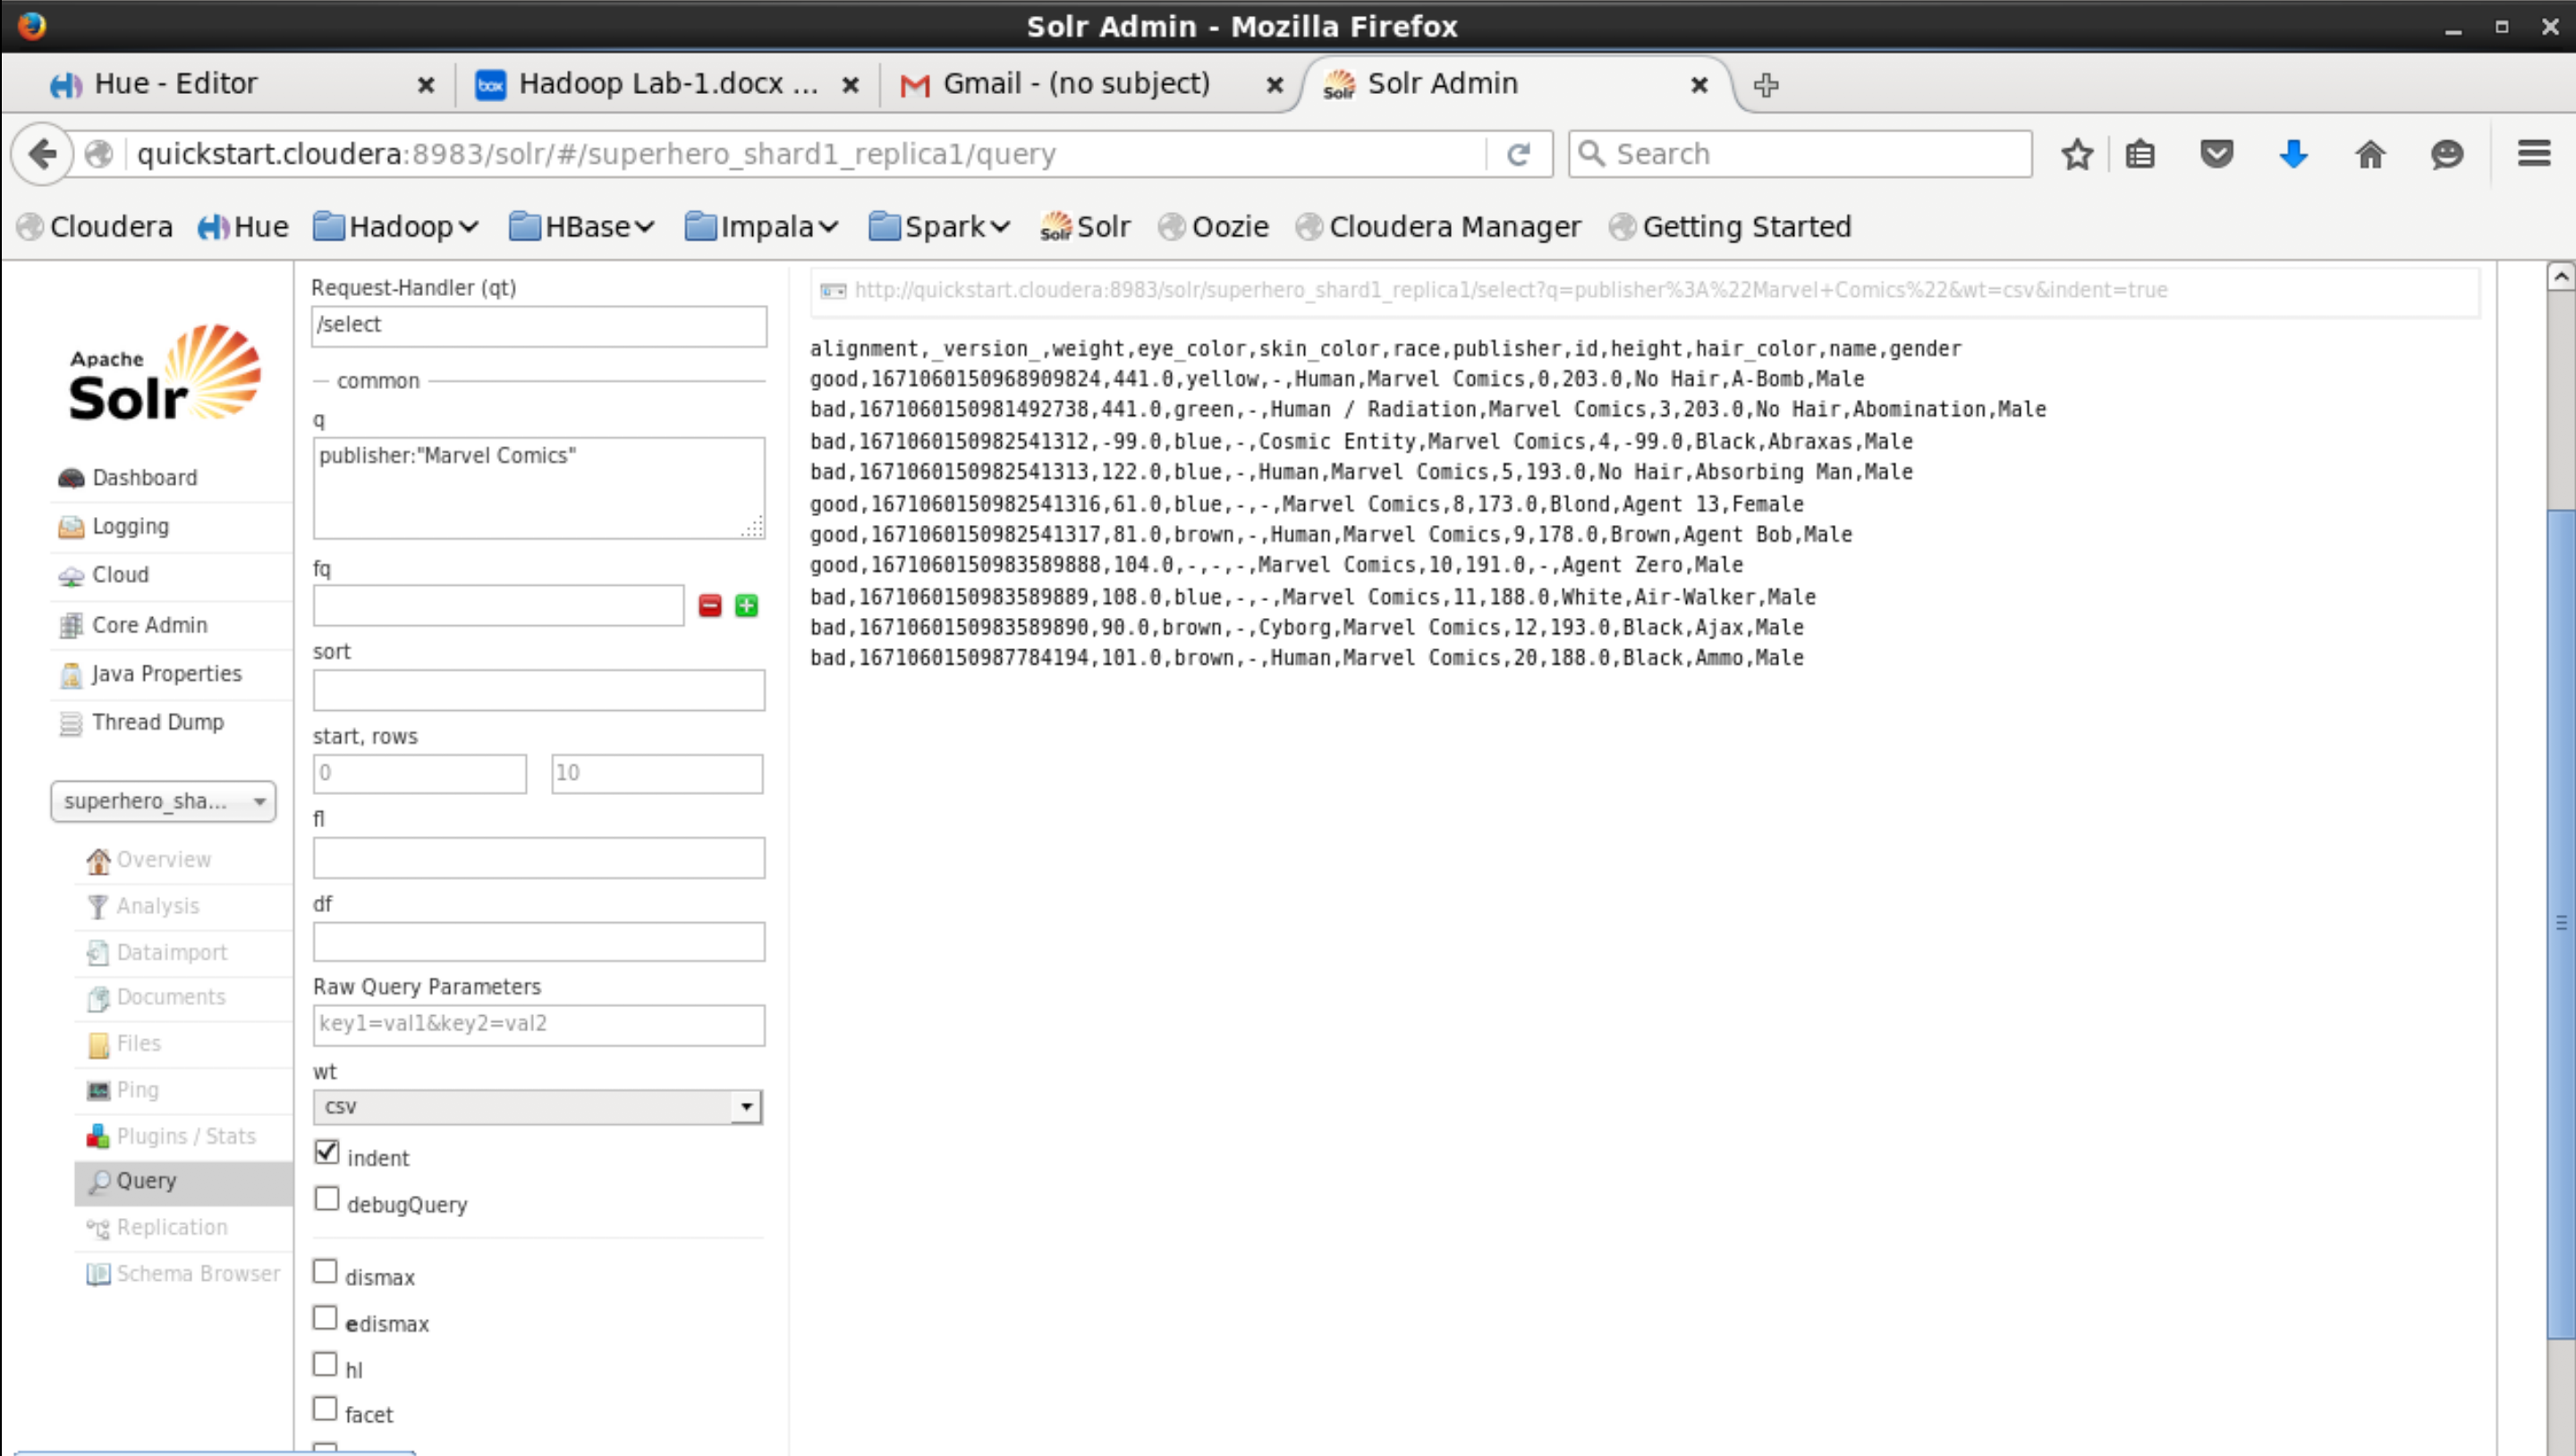 Solr Admin - Mozilla Firefox
Hue - Editor
Hadoop Lab-1.docx ...
Gmail - (no subject)
Solr Admin
quickstart.cloudera:8983/solr/#/superhero_shard1_replica1/query
Search
Cloudera Hue Hadoop HBase Impala Spark Solr Oozie Cloudera Manager Getting Started
Apache
Solr
Dashboard
Logging
Cloud
Core Admin
Java Properties
Thread Dump
superhero_sha...
Overview
Analysis
Dataimport
Documents
Files
Ping
Plugins / Stats
Query
Replication
Schema Browser
Request-Handler (qt)
/select
common
q
publisher:"Marvel Comics"
fq
sort
start, rows
0 10
fl
df
Raw Query Parameters
key1=val1&key2=val2
wt
csv
indent
debugQuery
dismax
edismax
hl
facet
http://quickstart.cloudera:8983/solr/superhero_shard1_replica1/select?q=publisher%3A%22Marvel+Comics%22&wt=csv&indent=true
alignment,_version_,weight,eye_color,skin_color,race,publisher,id,height,hair_color,name,gender
good,1671060150968909824,441.0,yellow,-,Human,Marvel Comics,0,203.0,No Hair,A-Bomb,Male
bad,1671060150981492738,441.0,green,-,Human / Radiation,Marvel Comics,3,203.0,No Hair,Abomination,Male
bad,1671060150982541312,-99.0,blue,-,Cosmic Entity,Marvel Comics,4,-99.0,Black,Abraxas,Male
bad,1671060150982541313,122.0,blue,-,Human,Marvel Comics,5,193.0,No Hair,Absorbing Man,Male
good,1671060150982541316,61.0,blue,-,-,Marvel Comics,8,173.0,Blond,Agent 13,Female
good,1671060150982541317,81.0,brown,-,Human,Marvel Comics,9,178.0,Brown,Agent Bob,Male
good,1671060150983589888,104.0,-,-,-,Marvel Comics,10,191.0,-,Agent Zero,Male
bad,1671060150983589889,108.0,blue,-,-,Marvel Comics,11,188.0,White,Air-Walker,Male
bad,1671060150983589890,90.0,brown,-,Cyborg,Marvel Comics,12,193.0,Black,Ajax,Male
bad,1671060150987784194,101.0,brown,-,Human,Marvel Comics,20,188.0,Black,Ammo,Male